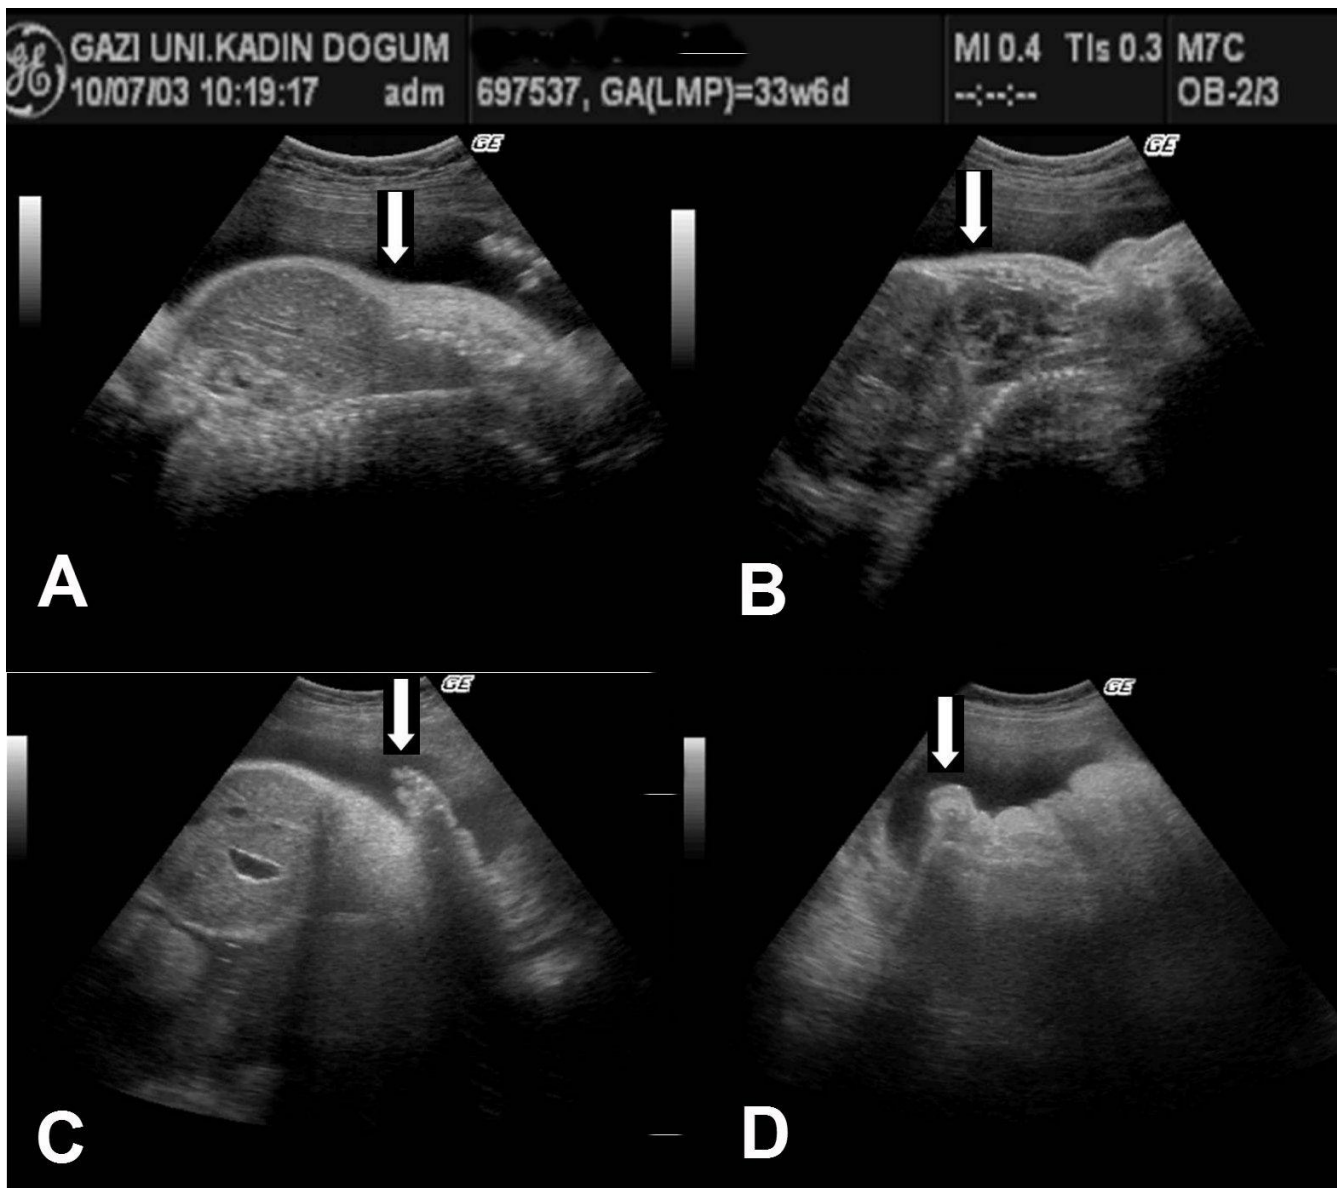 GE
GAZI UNI.KADIN DOGUM
10/07/03 10:19:17 adm
697537, GA(LMP)=33w6d
MI 0.4 TIs 0.3
--:--:--
M7C
OB-2/3
GE
GE
A
B
GE
GE
C
D